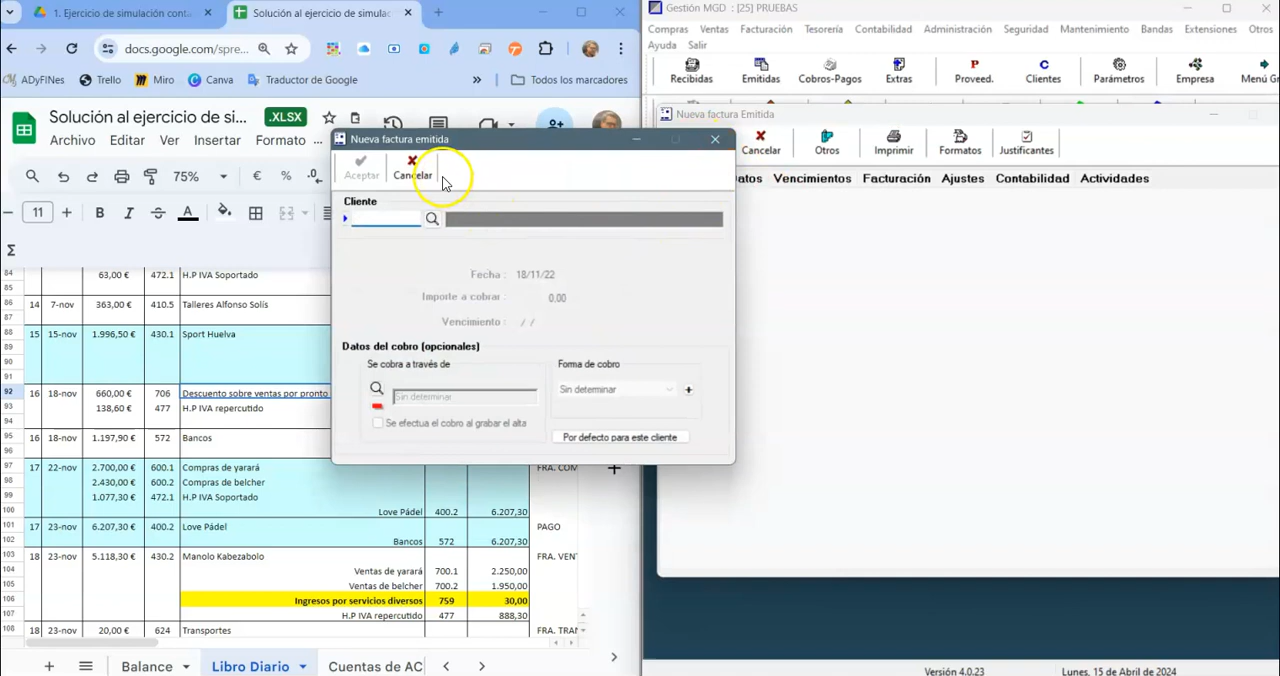 1. Ejercicio de simulación conta
Solución al ejercicio de simulac
docs.google.com/spre...
ADyFINes
Trello
Miro
Canva
Traductor de Google
Todos los marcadores
Solución al ejercicio de si...
.XLSX
Archivo
Editar
Ver
Insertar
Formato
75%
€
%
.0
11
B
I
A
84
63,00 €
472.1
H.P IVA Soportado
85
86
14
7-nov
363,00 €
410.5
Talleres Alfonso Solís
87
88
15
15-nov
1.996,50 €
430.1
Sport Huelva
89
90
91
92
16
18-nov
660,00 €
706
Descuento sobre ventas por pronto
93
138,60 €
477
H.P IVA repercutido
94
95
16
18-nov
1.197,90 €
572
Bancos
96
97
17
22-nov
2.700,00 €
600.1
Compras de yarará
FRA. COM
98
2.430,00 €
600.2
Compras de belcher
99
1.077,30 €
472.1
H.P IVA Soportado
100
Love Pádel
400.2
6.207,30
101
17
23-nov
6.207,30 €
400.2
Love Pádel
PAGO
102
Bancos
572
6.207,30
103
18
23-nov
5.118,30 €
430.2
Manolo Kabezabolo
FRA. VEN
104
Ventas de yarará
700.1
2.250,00
105
Ventas de belcher
700.2
1.950,00
106
Ingresos por servicios diversos
759
30,00
107
H.P IVA repercutido
477
888,30
108
18
23-nov
20,00 €
624
Transportes
FRA. TRAN
Balance
Libro Diario
Cuentas de AC
Nueva factura emitida
Aceptar
Cancelar
Cliente
Fecha :
18/11/22
Importe a cobrar :
0.00
Vencimiento :
/ /
Datos del cobro (opcionales)
Se cobra a través de
Sin determinar
Se efectua el cobro al grabar el alta
Forma de cobro
Sin determinar
Por defecto para este cliente
Gestión MGD : [25] PRUEBAS
Compras
Ventas
Facturación
Tesorería
Contabilidad
Administración
Seguridad
Mantenimiento
Bandas
Extensiones
Otros
Ayuda
Salir
Recibidas
Emitidas
Cobros-Pagos
Extras
Proveed.
Clientes
Parámetros
Empresa
Menú Gr
Nueva factura Emitida
Cancelar
Otros
Imprimir
Formatos
Justificantes
atos
Vencimientos
Facturación
Ajustes
Contabilidad
Actividades
Versión 4.0.23
Lunes, 15 de Abril de 2024